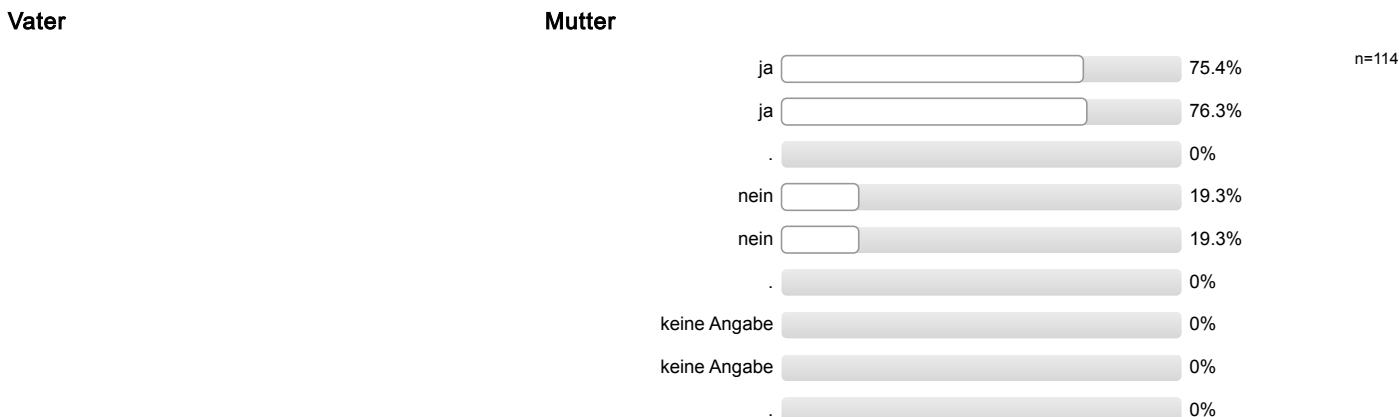 Vater Mutter
ja 75.4% n=114
ja 76.3%
. 0%
nein 19.3%
nein 19.3%
. 0%
keine Angabe 0%
keine Angabe 0%
. 0%